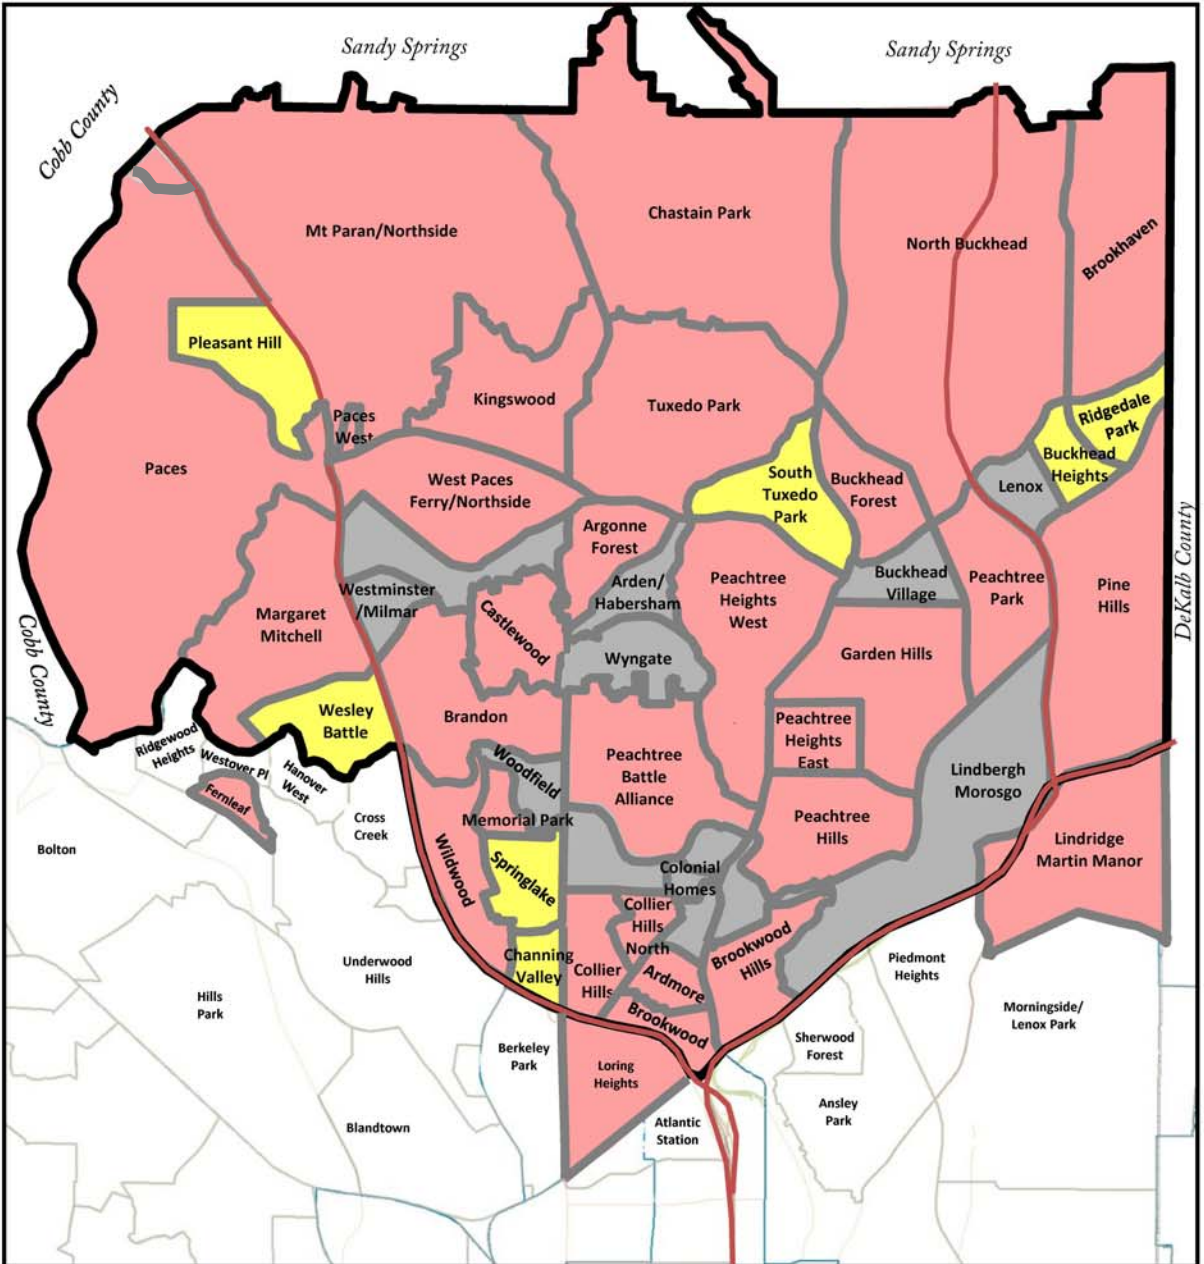 Sandy Springs
Sandy Springs
Cobb County
Chastain Park
Mt Paran/Northside
North Buckhead
Brookhaven
Pleasant Hill
Kingswood
Tuxedo Park
Paces
West
Ridgedale
Park
Buckhead
Heights
Paces
West Paces
Ferry/Northside
South
Tuxedo
Park
Buckhead
Forest
Lenox
Argonne
Forest
DeKalb County
Westminster
/Milmar
Arden/
Habersham
Peachtree
Heights
West
Buckhead
Village
Peachtree
Park
Pine
Hills
Margaret
Mitchell
Castlewood
Wyngate
Garden Hills
Cobb County
Wesley
Battle
Brandon
Peachtree
Heights
East
Ridgewood
Heights
Westover Pl
Hanover
West
Fernleaf
Woodfield
Peachtree
Battle
Alliance
Lindbergh
Morosgo
Cross
Creek
Memorial Park
Peachtree
Hills
Lindridge
Martin Manor
Bolton
Wildwood
Springlake
Colonial
Homes
Collier
Hills
North
Brookwood
Hills
Channing
Valley
Collier
Hills
Ardmore
Brookwood
Underwood
Hills
Piedmont
Heights
Hills
Park
Morningside/
Lenox Park
Berkeley
Park
Loring
Heights
Sherwood
Forest
Blandtown
Atlantic
Station
Ansley
Park